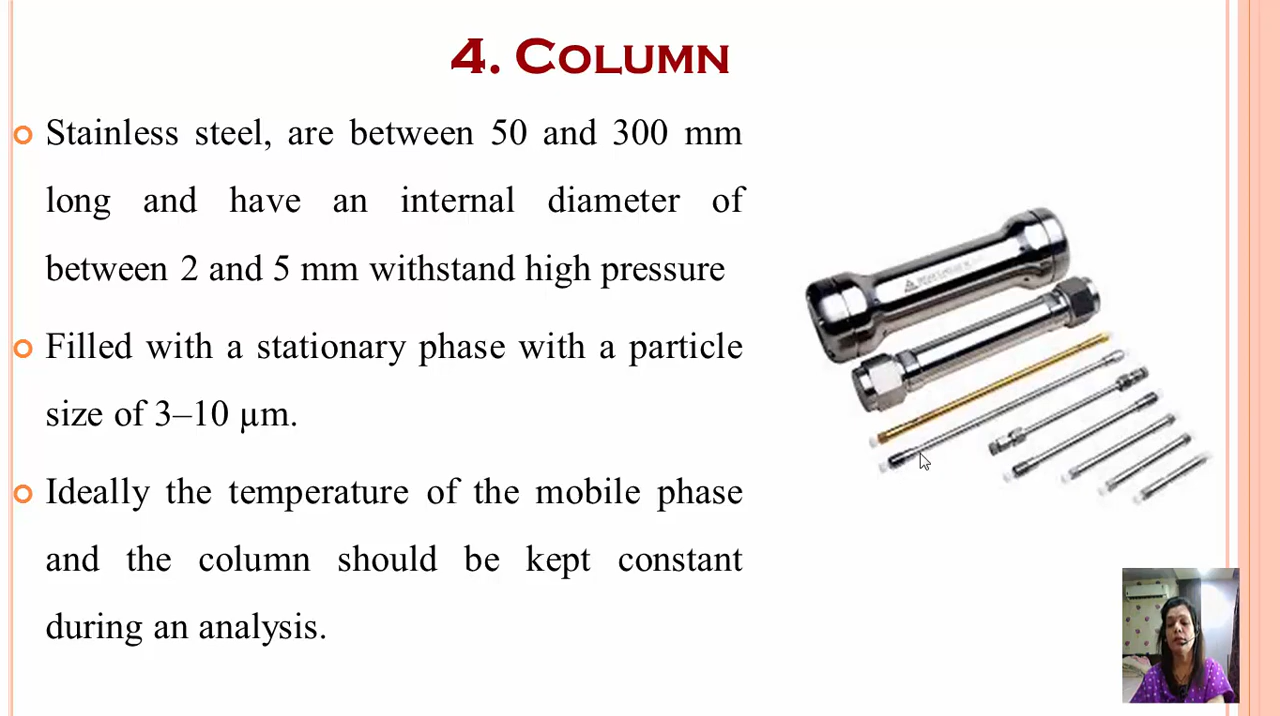 4. COLUMN
Stainless steel, are between 50 and 300 mm
long and have an internal diameter of
between 2 and 5 mm withstand high pressure
Filled with a stationary phase with a particle
size of 3–10 µm.
Ideally the temperature of the mobile phase
and the column should be kept constant
during an analysis.